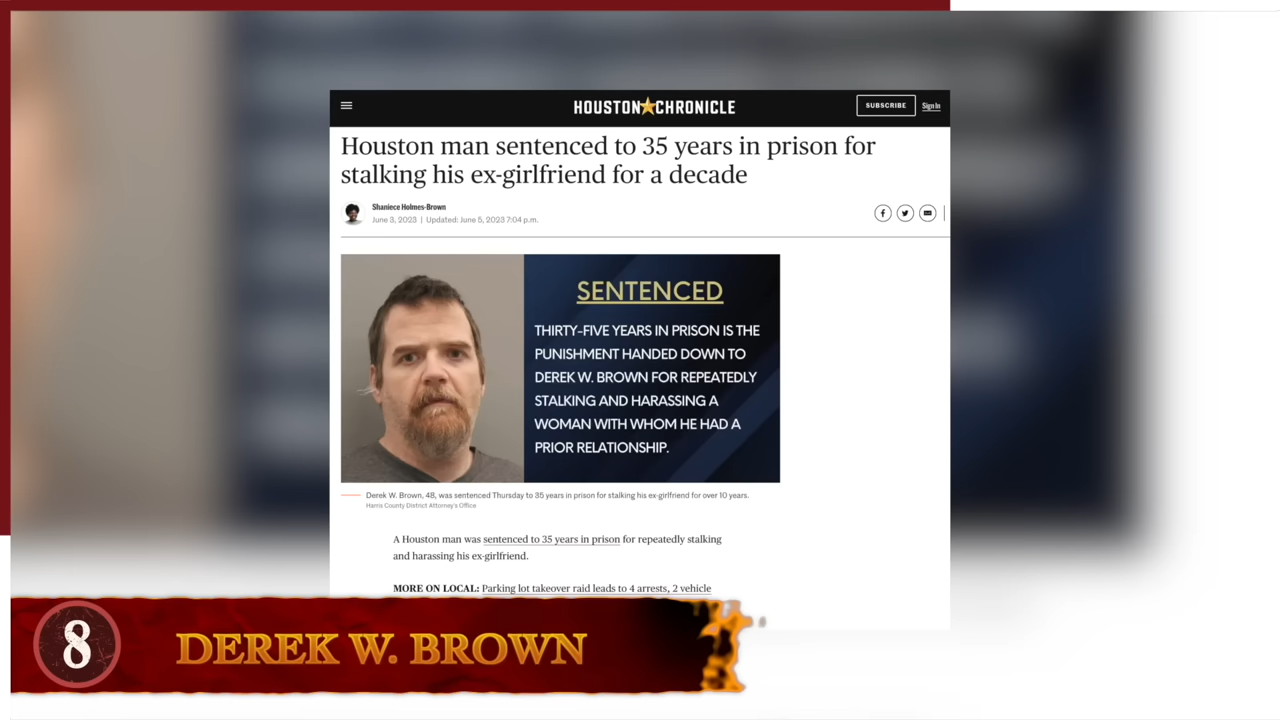 HOUSTON CHRONICLE
SUBSCRIBE
Sign In
Houston man sentenced to 35 years in prison for
stalking his ex-girlfriend for a decade
Shaniece Holmes-Brown
June 3, 2023 | Updated: June 5, 2023 7:04 p.m.
SENTENCED
THIRTY-FIVE YEARS IN PRISON IS THE
PUNISHMENT HANDED DOWN TO
DEREK W. BROWN FOR REPEATEDLY
STALKING AND HARASSING A
WOMAN WITH WHOM HE HAD A
PRIOR RELATIONSHIP.
Derek W. Brown, 48, was sentenced Thursday to 35 years in prison for stalking his ex-girlfriend for over 10 years.
Harris County District Attorney's Office
A Houston man was sentenced to 35 years in prison for repeatedly stalking
and harassing his ex-girlfriend.
MORE ON LOCAL: Parking lot takeover raid leads to 4 arrests, 2 vehicle
8
DEREK W. BROWN